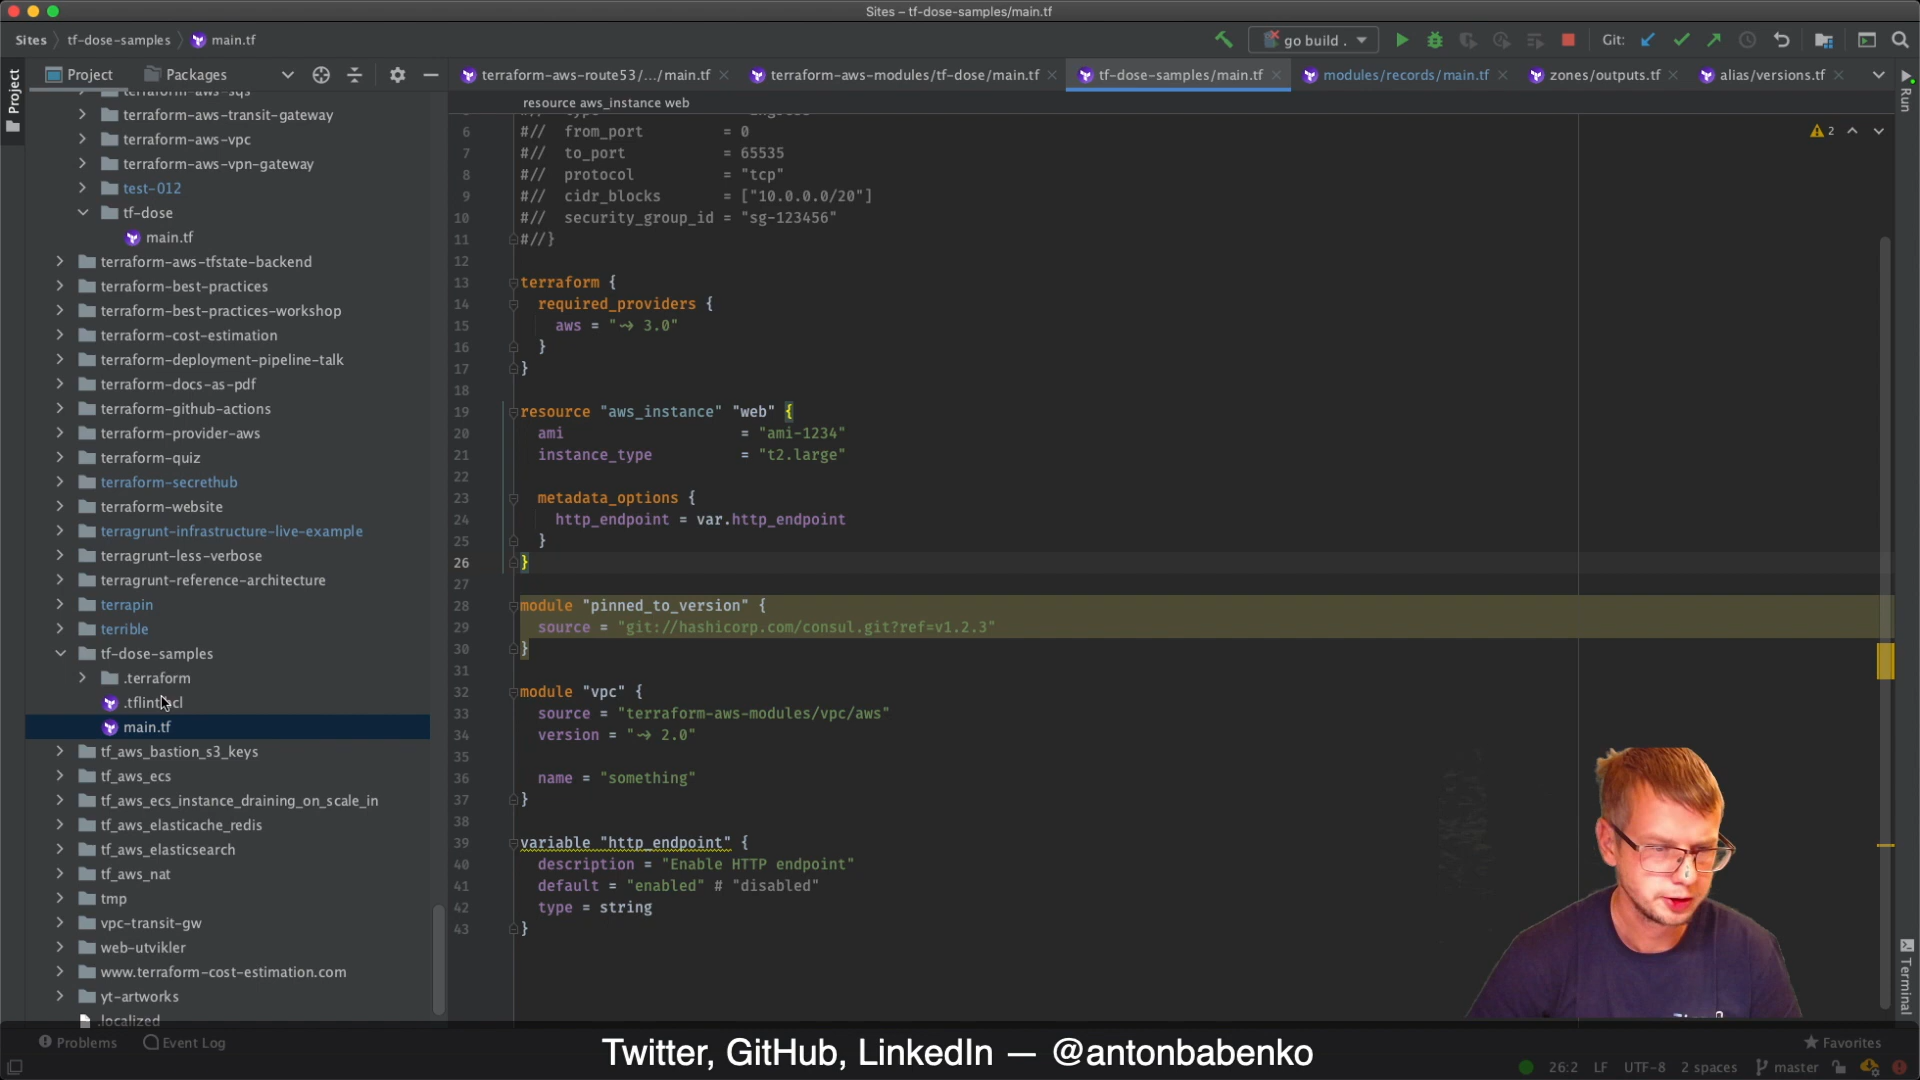 Sites – tf-dose-samples/main.tf
Sites tf-dose-samples main.tf
go build .
Git:
Project
Project Packages
terraform-aws-route53/.../main.tf
terraform-aws-modules/tf-dose/main.tf
tf-dose-samples/main.tf
modules/records/main.tf
zones/outputs.tf
alias/versions.tf
Run
resource aws_instance web
2
terraform-aws-sqs
terraform-aws-transit-gateway
terraform-aws-vpc
terraform-aws-vpn-gateway
test-012
tf-dose
main.tf
terraform-aws-tfstate-backend
terraform-best-practices
terraform-best-practices-workshop
terraform-cost-estimation
terraform-deployment-pipeline-talk
terraform-docs-as-pdf
terraform-github-actions
terraform-provider-aws
terraform-quiz
terraform-secrethub
terraform-website
terragrunt-infrastructure-live-example
terragrunt-less-verbose
terragrunt-reference-architecture
terrapin
terrible
tf-dose-samples
.terraform
main.tf
tf_aws_bastion_s3_keys
tf_aws_ecs
tf_aws_ecs_instance_draining_on_scale_in
tf_aws_elasticache_redis
tf_aws_elasticsearch
tf_aws_nat
tmp
vpc-transit-gw
web-utvikler
www.terraform-cost-estimation.com
yt-artworks
.localized
6 #// from_port = 0
7 #// to_port = 65535
8 #// protocol = "tcp"
9 #// cidr_blocks = ["10.0.0.0/20"]
10 #// security_group_id = "sg-123456"
11 #//}
12
13 terraform {
14 required_providers {
15 aws = "~> 3.0"
16 }
17 }
18
19 resource "aws_instance" "web" {
20 ami = "ami-1234"
21 instance_type = "t2.large"
22
23 metadata_options {
24 http_endpoint = var.http_endpoint
25 }
26 }
27
28 module "pinned_to_version" {
29 source = "git://hashicorp.com/consul.git?ref=v1.2.3"
30 }
31
32 module "vpc" {
33 source = "terraform-aws-modules/vpc/aws"
34 version = "~> 2.0"
35
36 name = "something"
37 }
38
39 variable "http_endpoint" {
40 description = "Enable HTTP endpoint"
41 default = "enabled" # "disabled"
42 type = string
43 }
Terminal
Problems Event Log
Favorites
Twitter, GitHub, LinkedIn — @antonbabenko
26:2 LF UTF-8 2 spaces master